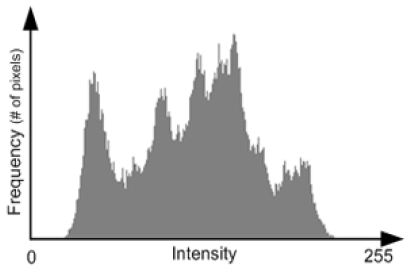 Frequency (# of pixels)
0
Intensity
255